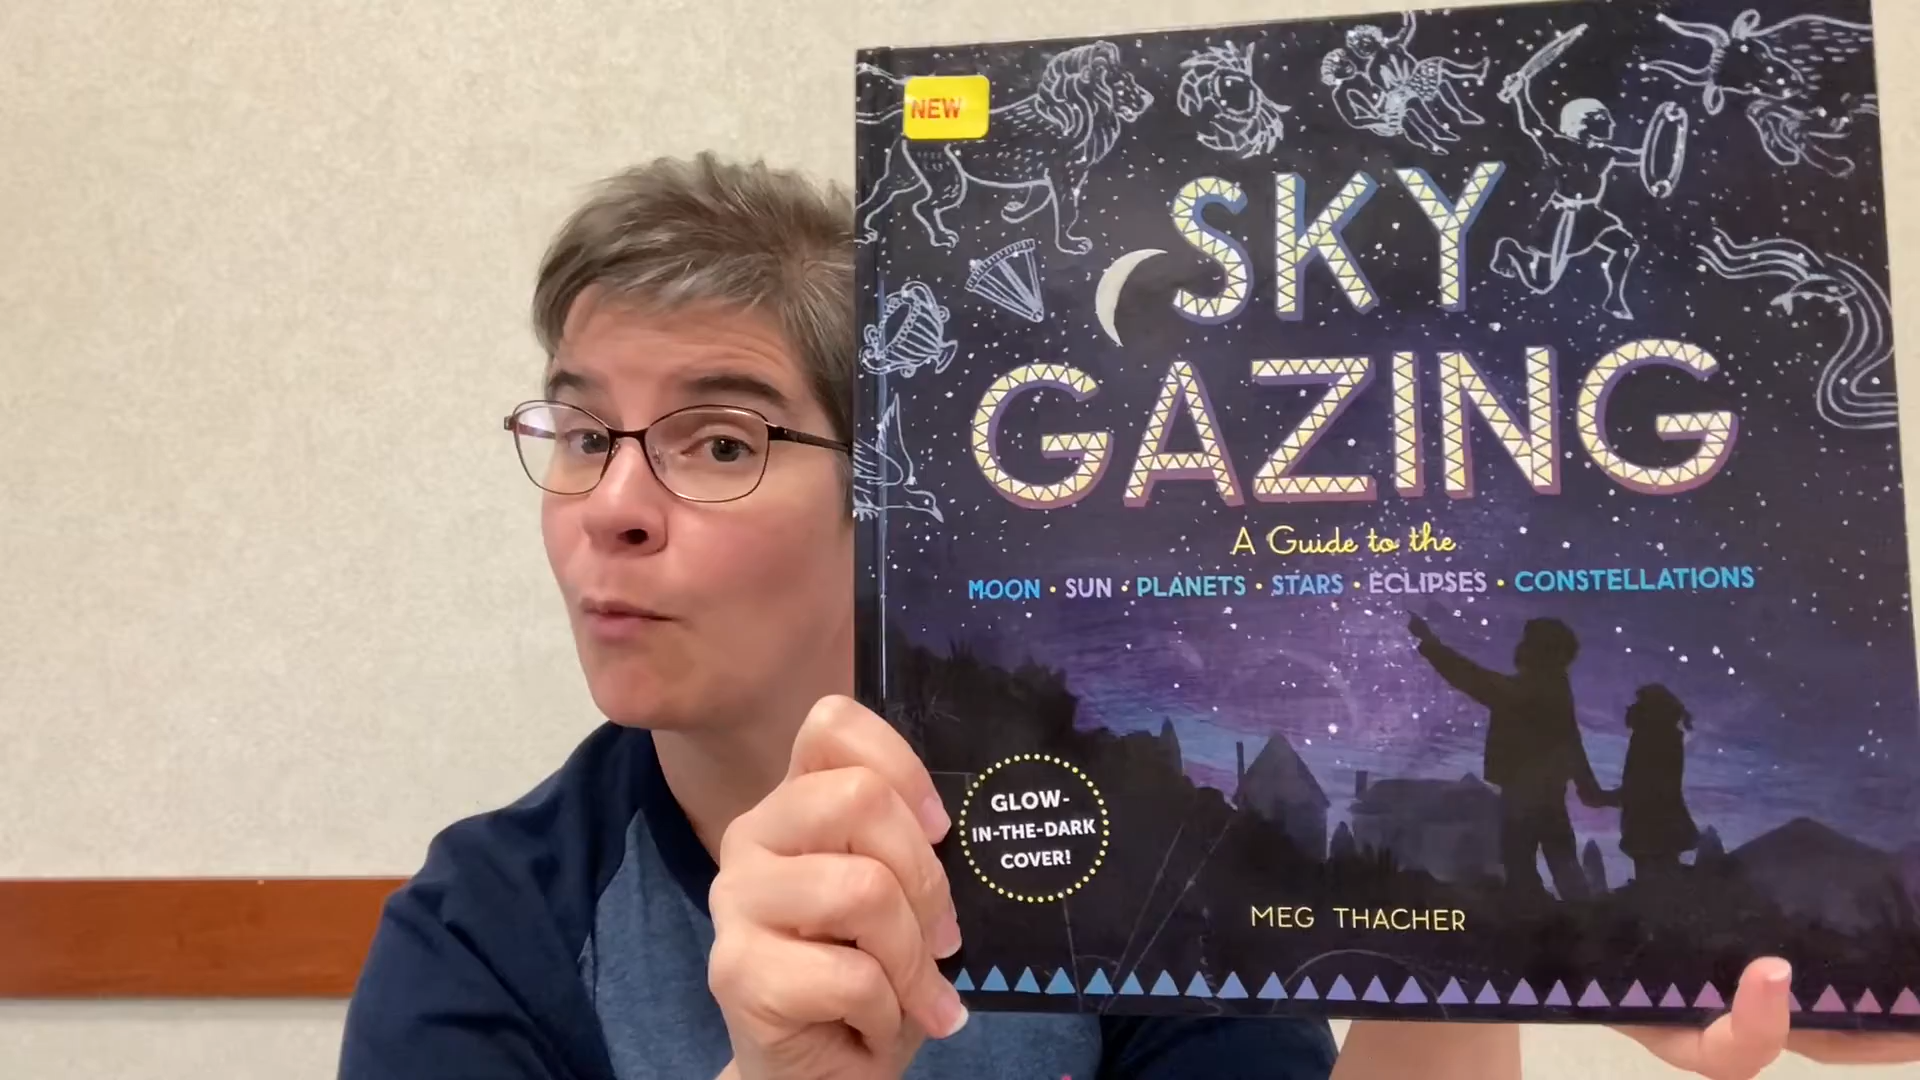 NEW
SKY
GAZING
A Guide to the
MOON • SUN • PLANETS • STARS • ECLIPSES • CONSTELLATIONS
GLOW-
IN-THE-DARK
COVER!
MEG THACHER